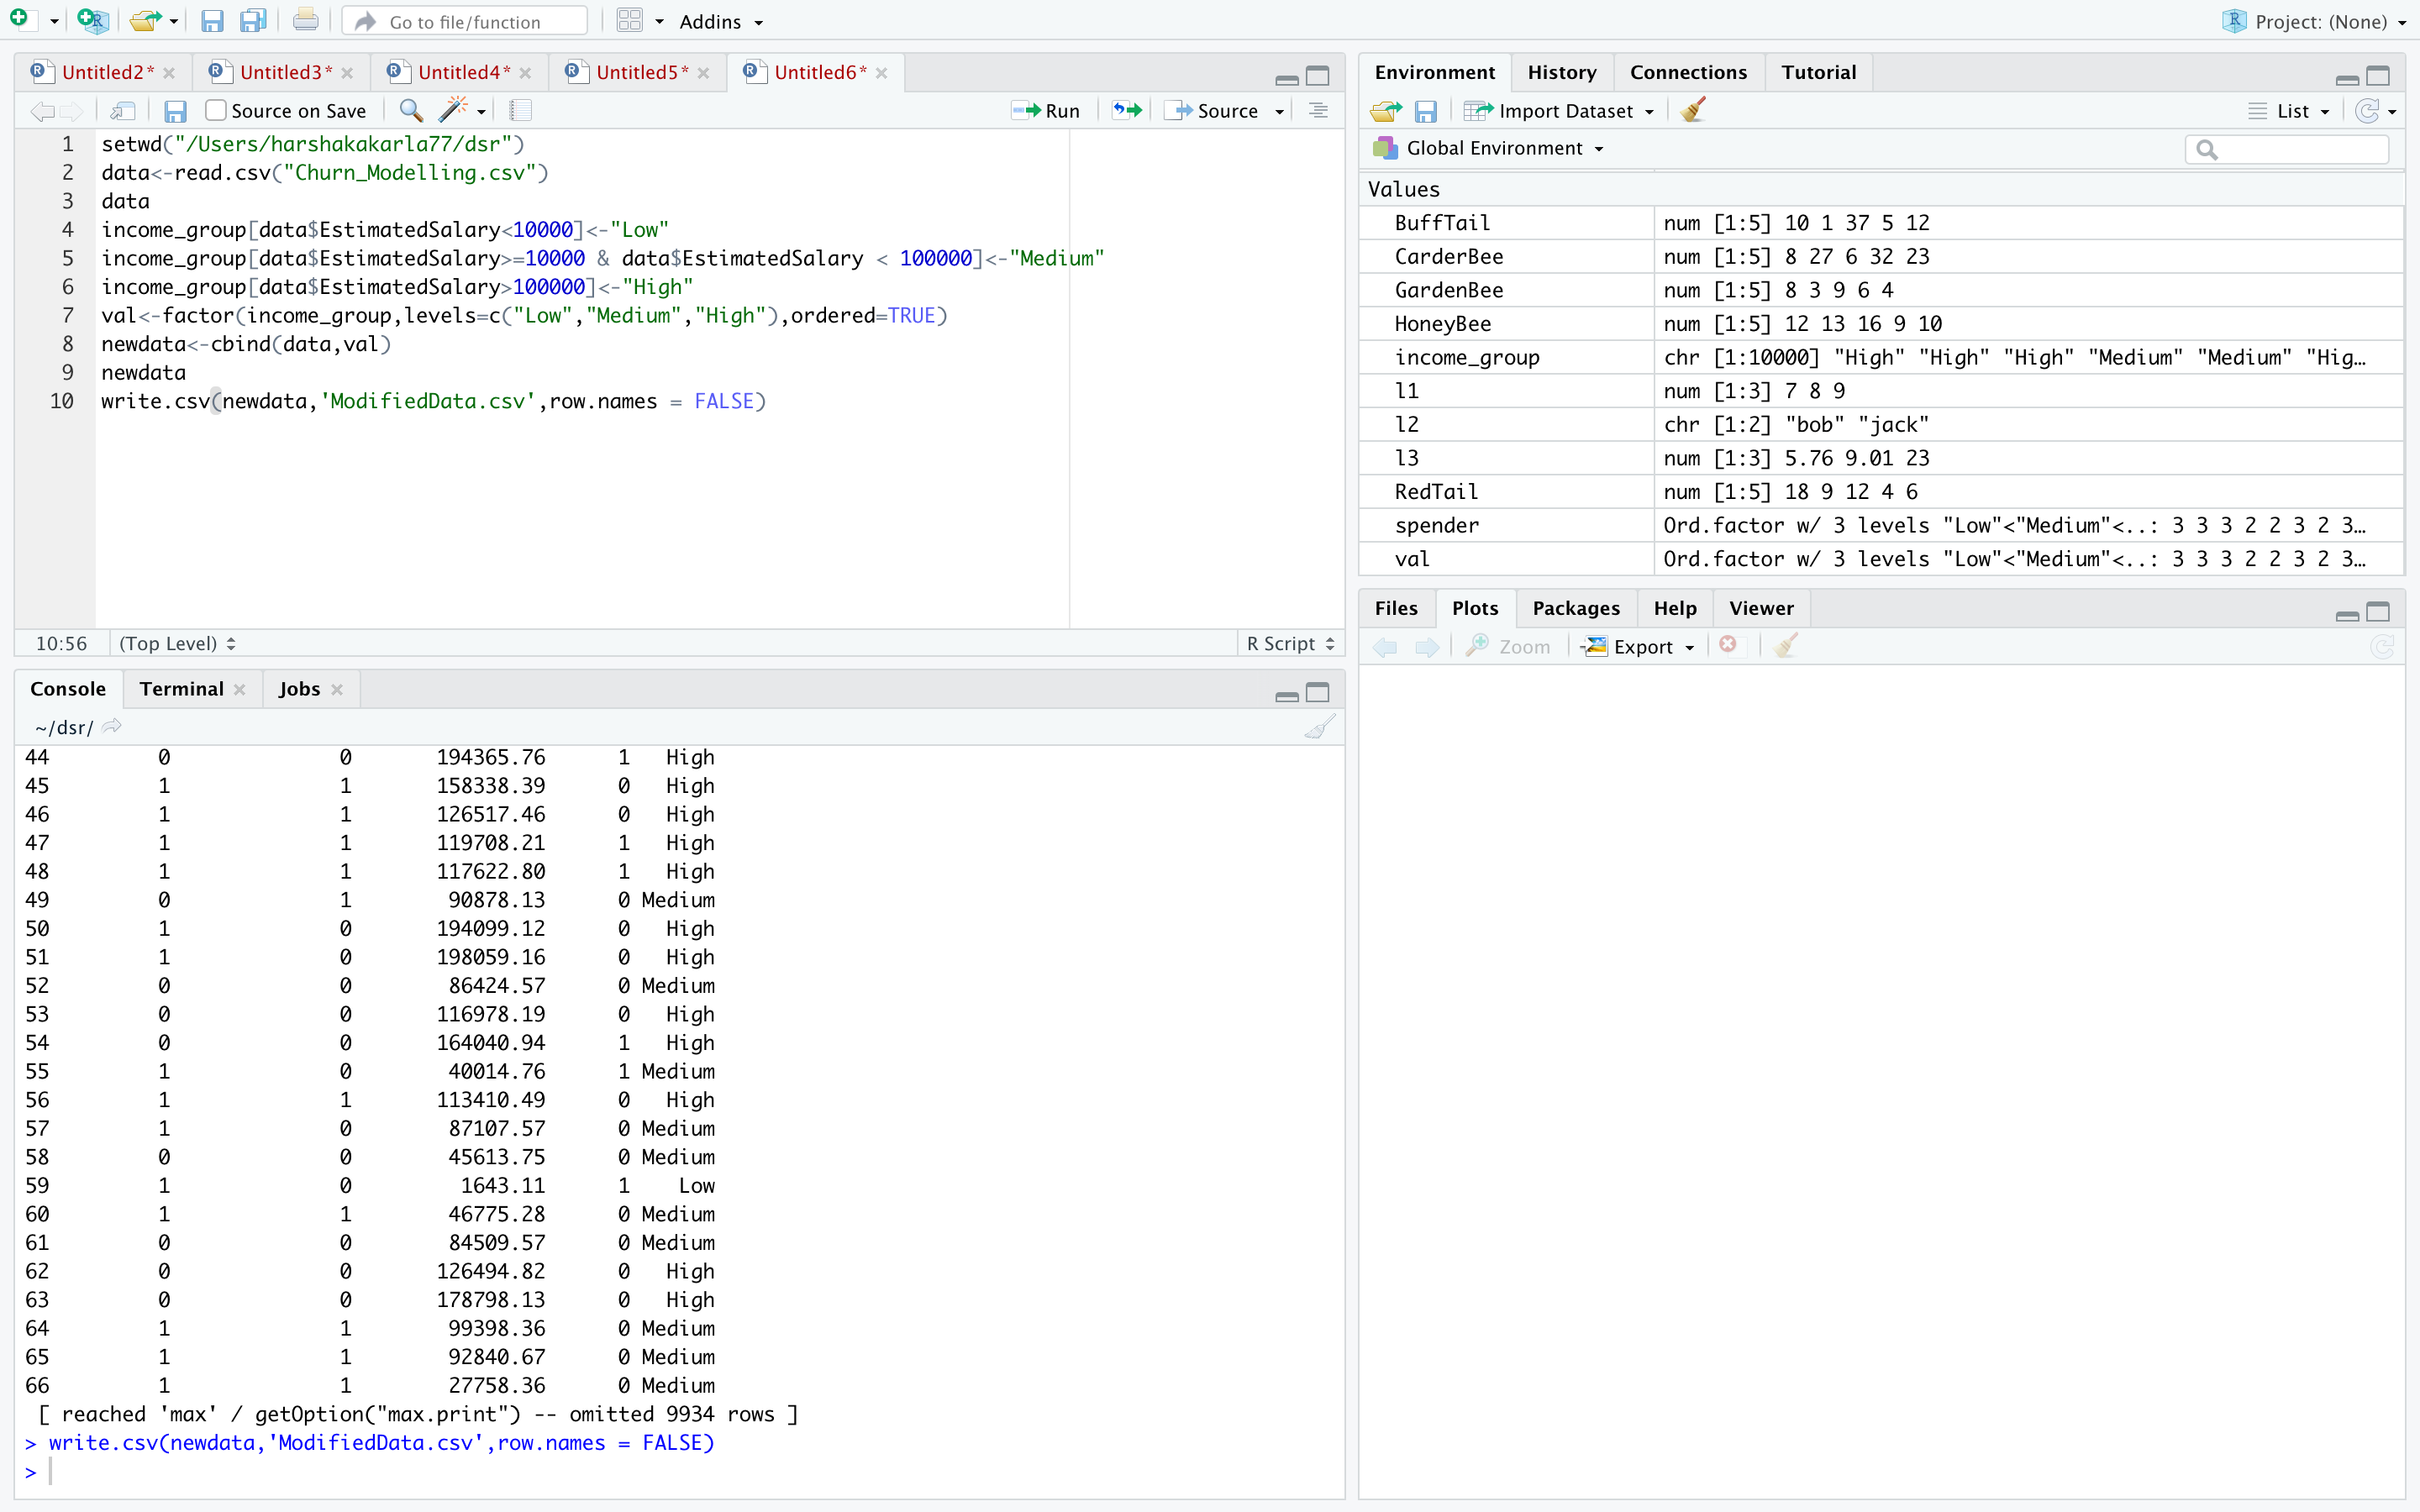 Go to file/function
Addins
Project: (None)
Untitled2* Untitled3* Untitled4* Untitled5* Untitled6*
Source on Save Run Source
1 setwd("/Users/harshakakarla77/dsr")
2 data<-read.csv("Churn_Modelling.csv")
3 data
4 income_group[data$EstimatedSalary<10000]<-"Low"
5 income_group[data$EstimatedSalary>=10000 & data$EstimatedSalary < 100000]<-"Medium"
6 income_group[data$EstimatedSalary>100000]<-"High"
7 val<-factor(income_group,levels=c("Low","Medium","High"),ordered=TRUE)
8 newdata<-cbind(data,val)
9 newdata
10 write.csv(newdata,'ModifiedData.csv',row.names = FALSE)
10:56 (Top Level) R Script
Console Terminal Jobs
~/dsr/
44 0 0 194365.76 1 High
45 1 1 158338.39 0 High
46 1 1 126517.46 0 High
47 1 1 119708.21 1 High
48 1 1 117622.80 1 High
49 0 1 90878.13 0 Medium
50 1 0 194099.12 0 High
51 1 0 198059.16 0 High
52 0 0 86424.57 0 Medium
53 0 0 116978.19 0 High
54 0 0 164040.94 1 High
55 1 0 40014.76 1 Medium
56 1 1 113410.49 0 High
57 1 0 87107.57 0 Medium
58 0 0 45613.75 0 Medium
59 1 0 1643.11 1 Low
60 1 1 46775.28 0 Medium
61 0 0 84509.57 0 Medium
62 0 0 126494.82 0 High
63 0 0 178798.13 0 High
64 1 1 99398.36 0 Medium
65 1 1 92840.67 0 Medium
66 1 1 27758.36 0 Medium
[ reached 'max' / getOption("max.print") -- omitted 9934 rows ]
> write.csv(newdata,'ModifiedData.csv',row.names = FALSE)
>
Environment History Connections Tutorial
Import Dataset List
Global Environment
Values
BuffTail num [1:5] 10 1 37 5 12
CarderBee num [1:5] 8 27 6 32 23
GardenBee num [1:5] 8 3 9 6 4
HoneyBee num [1:5] 12 13 16 9 10
income_group chr [1:10000] "High" "High" "High" "Medium" "Medium" "Hig…
l1 num [1:3] 7 8 9
l2 chr [1:2] "bob" "jack"
l3 num [1:3] 5.76 9.01 23
RedTail num [1:5] 18 9 12 4 6
spender Ord.factor w/ 3 levels "Low"<"Medium"<..: 3 3 3 2 2 3 2 3…
val Ord.factor w/ 3 levels "Low"<"Medium"<..: 3 3 3 2 2 3 2 3…
Files Plots Packages Help Viewer
Zoom Export